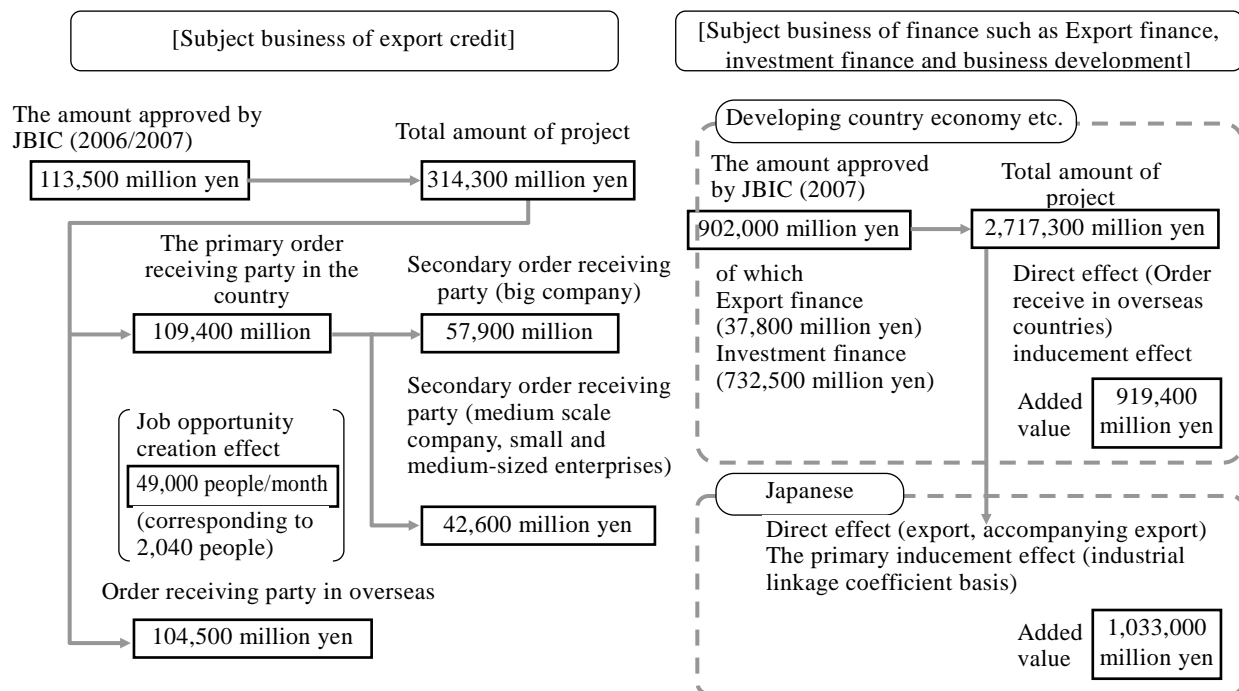 [Subject business of export credit]
The amount approved by
JBIC (2006/2007)
113,500 million yen
Total amount of project
314,300 million yen
The primary order
receiving party in the
country
109,400 million
Secondary order receiving
party (big company)
57,900 million
Secondary order receiving
party (medium scale
company, small and
medium-sized enterprises)
42,600 million yen
Job opportunity
creation effect
49,000 people/month
(corresponding to
2,040 people)
Order receiving party in overseas
104,500 million yen
[Subject business of finance such as Export finance,
investment finance and business development]
Developing country economy etc.
The amount approved
by JBIC (2007)
902,000 million yen
Total amount of
project
2,717,300 million yen
of which
Export finance
(37,800 million yen)
Investment finance
(732,500 million yen)
Direct effect (Order
receive in overseas
countries)
inducement effect
Added
value
919,400
million yen
Japanese
Direct effect (export, accompanying export)
The primary inducement effect (industrial
linkage coefficient basis)
Added
value
1,033,000
million yen